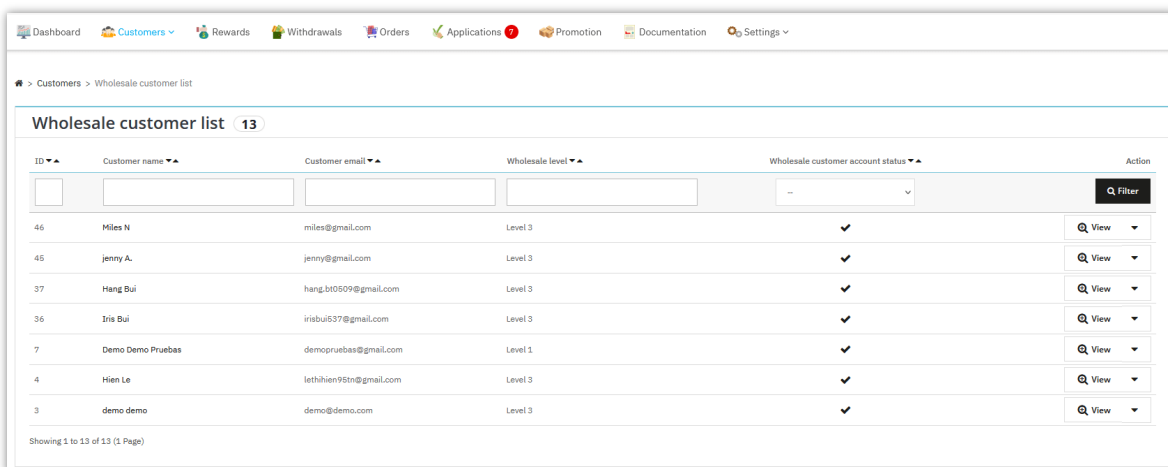 Dashboard Customers Rewards Withdrawals Orders Applications 7 Promotion Documentation Settings
> Customers > Wholesale customer list
Wholesale customer list 13
ID Customer name Customer email Wholesale level Wholesale customer account status Action
-- Filter
46 Miles N miles@gmail.com Level 3 View
45 jenny A. jenny@gmail.com Level 3 View
37 Hang Bui hang.bt0509@gmail.com Level 3 View
36 Iris Bui irisbui537@gmail.com Level 3 View
7 Demo Demo Pruebas demopruebas@gmail.com Level 1 View
4 Hien Le lethihien95tn@gmail.com Level 3 View
3 demo demo demo@demo.com Level 3 View
Showing 1 to 13 of 13 (1 Page)